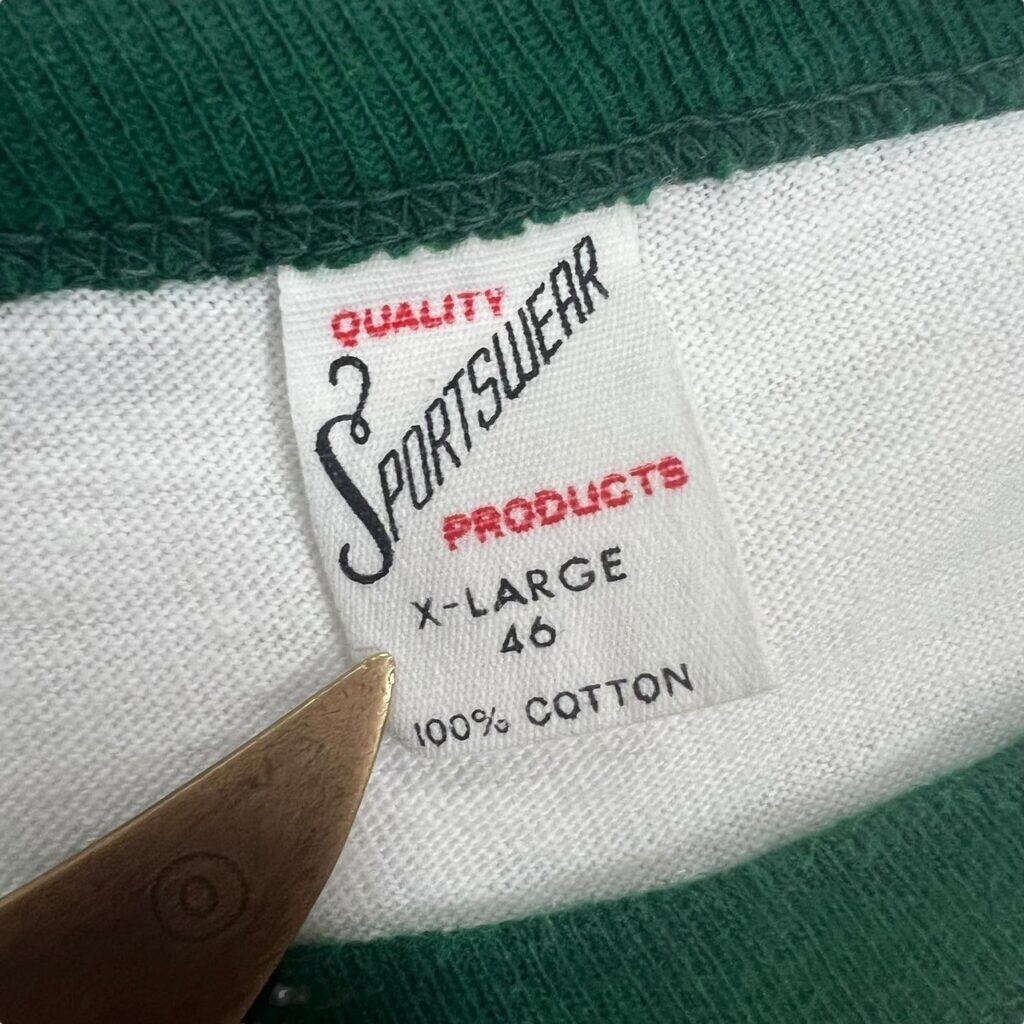 QUALITY
SPORTSWEAR
PRODUCTS
X-LARGE
46
100% COTTON